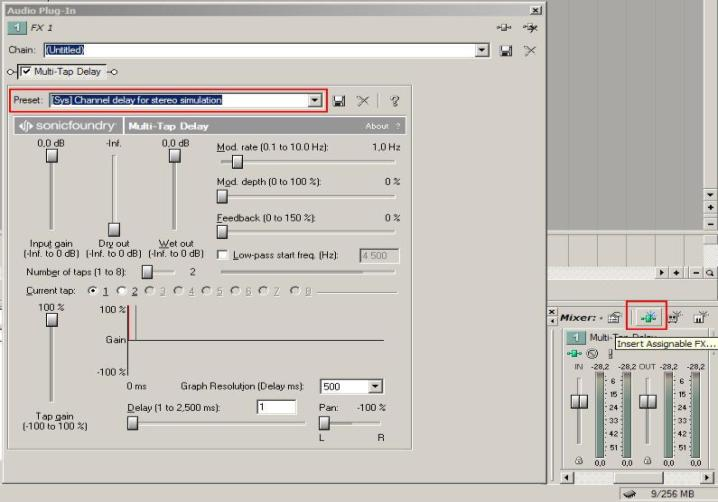 Audio Plug-In
1 FX 1
Chain: (Untitled)
Multi-Tap Delay
Preset: [Sys] Channel delay for stereo simulation
sonicfoundry Multi-Tap Delay About ?
0,0 dB -Inf. 0,0 dB Mod. rate (0.1 to 10.0 Hz): 1,0 Hz
Mod. depth (0 to 100 %): 0 %
Feedback (0 to 150 %): 0 %
Input gain Dry out Wet out
(-Inf. to 0 dB) (-Inf. to 0 dB) (-Inf. to 0 dB) Low-pass start freq. (Hz): 4 500
Number of taps (1 to 8): 2
Current tap: 1 2 3 4 5 6 7 8
100 % 100 %
Gain
-100 %
0 ms Graph Resolution (Delay ms): 500
Delay (1 to 2,500 ms): 1 Pan: -100 %
Tap gain
(-100 to 100 %)
L R
Mixer:
1 Multi-Tap Delay
Insert Assignable FX...
IN -28,2 -28,2 OUT -28,2 -28,2
6 6
15 15
24 24
33 33
42 42
51 51
0,0 0,0 0,0 0,0
9/256 MB